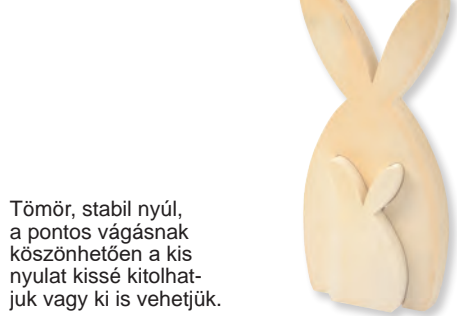 Tömör, stabil nyúl,
a pontos vágásnak
köszönhetően a kis
nyulat kissé kitolhat-
juk vagy ki is vehetjük.